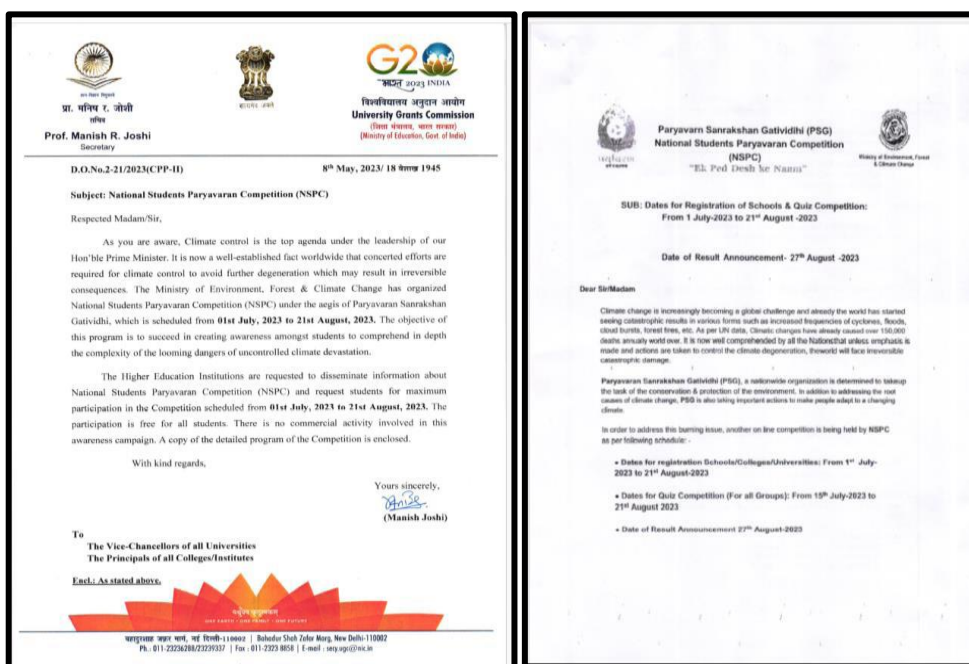 प्रा. मनिष र. जोशी
सचिव
Prof. Manish R. Joshi
Secretary
सत्यमेव जयते
G20
भारत 2023 INDIA
विश्वविद्यालय अनुदान आयोग
University Grants Commission
(शिक्षा मंत्रालय, भारत सरकार)
(Ministry of Education, Govt. of India)
D.O.No.2-21/2023(CPP-II)
8th May, 2023/ 18 वैशाख 1945
Subject: National Students Paryavaran Competition (NSPC)
Respected Madam/Sir,
As you are aware, Climate control is the top agenda under the leadership of our
Hon'ble Prime Minister. It is now a well-established fact worldwide that concerted efforts are
required for climate control to avoid further degeneration which may result in irreversible
consequences. The Ministry of Environment, Forest & Climate Change has organized
National Students Paryavaran Competition (NSPC) under the aegis of Paryavaran Sanrakshan
Gatividhi, which is scheduled from 01st July, 2023 to 21st August, 2023. The objective of
this program is to succeed in creating awareness amongst students to comprehend in depth
the complexity of the looming dangers of uncontrolled climate devastation.
The Higher Education Institutions are requested to disseminate information about
National Students Paryavaran Competition (NSPC) and request students for maximum
participation in the Competition scheduled from 01st July, 2023 to 21st August, 2023. The
participation is free for all students. There is no commercial activity involved in this
awareness campaign. A copy of the detailed program of the Competition is enclosed.
With kind regards,
Yours sincerely,
(Manish Joshi)
To
The Vice-Chancellors of all Universities
The Principals of all Colleges/Institutes
Encl.: As stated above.
वसुधैव कुटुम्बकम
ONE EARTH • ONE FAMILY • ONE FUTURE
बहादुरशाह ज़फ़र मार्ग, नई दिल्ली-110002 | Bahadur Shah Zafar Marg, New Delhi-110002
Ph.: 011-23236288/23239337 | Fax : 011-2323 8858 | E-mail : secy.ugc@nic.in
Paryavarn Sanrakshan Gatividhi (PSG)
National Students Paryavaran Competition
(NSPC)
"Ek Ped Desh ke Naam"
Ministry of Environment, Forest
& Climate Change
SUB: Dates for Registration of Schools & Quiz Competition:
From 1 July-2023 to 21st August -2023
Date of Result Announcement- 27th August -2023
Dear Sir/Madam
Climate change is increasingly becoming a global challenge and already the world has started
seeing catastrophic results in various forms such as increased frequencies of cyclones, floods,
cloud bursts, forest fires, etc. As per UN data, Climatic changes have already caused over 150,000
deaths annually world over. It is now well comprehended by all the Nationsthat unless emphasis is
made and actions are taken to control the climate degeneration, theworld will face irreversible
catastrophic damage.
Paryavaran Sanrakshan Gatividhi (PSG), a nationwide organization is determined to takeup
the task of the conservation & protection of the environment. In addition to addressing the root
causes of climate change, PSG is also taking important actions to make people adapt to a changing
climate.
In order to address this burning issue, another on line competition is being held by NSPC
as per following schedule:-
• Dates for registration Schools/Colleges/Universities: From 1st July-
2023 to 21st August-2023
• Dates for Quiz Competition (For all Groups): From 15th July-2023 to
21st August 2023
• Date of Result Announcement 27th August-2023